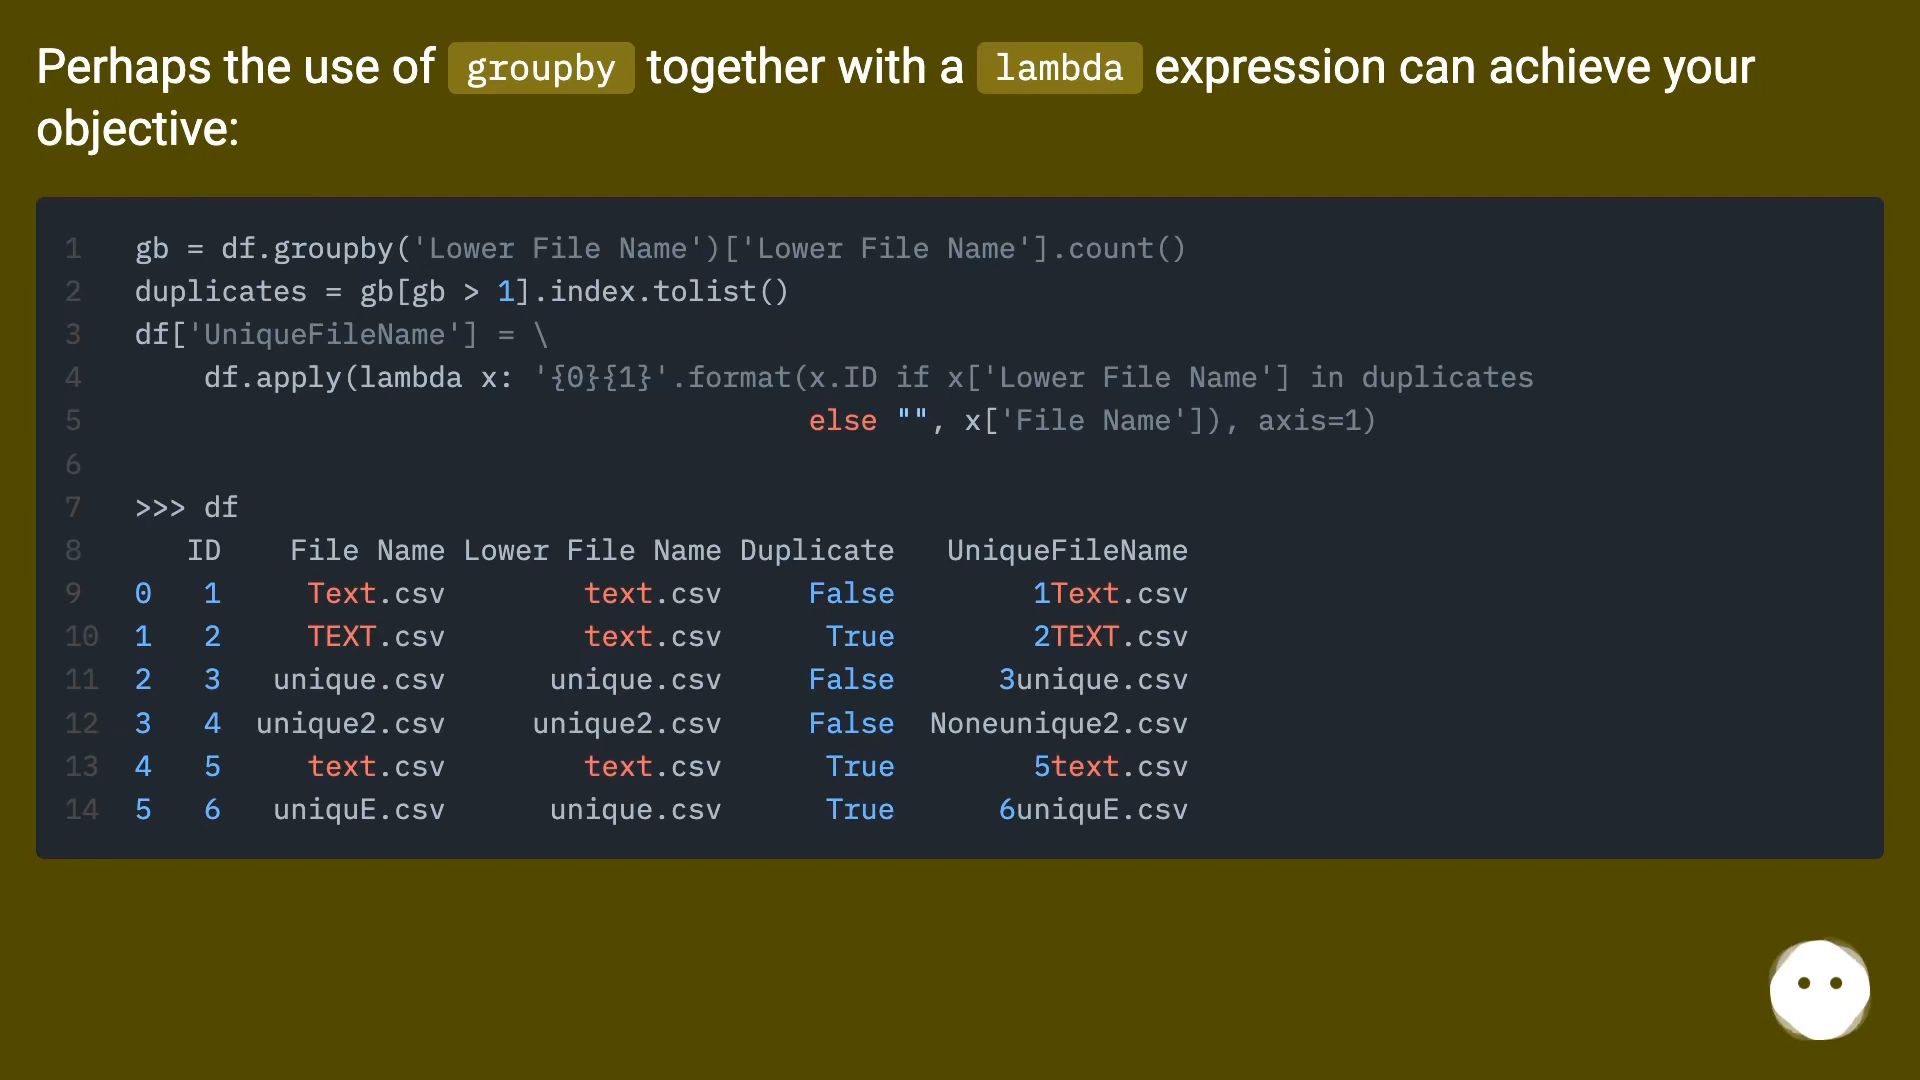 Perhaps the use of groupby together with a lambda expression can achieve your
objective:
1 gb = df.groupby('Lower File Name')['Lower File Name'].count()
2 duplicates = gb[gb > 1].index.tolist()
3 df['UniqueFileName'] = \
4     df.apply(lambda x: '{0}{1}'.format(x.ID if x['Lower File Name'] in duplicates
5                                        else "", x['File Name']), axis=1)
6
7 >>> df
8    ID    File Name Lower File Name Duplicate   UniqueFileName
9 0   1     Text.csv        text.csv     False        1Text.csv
10 1   2     TEXT.csv        text.csv      True        2TEXT.csv
11 2   3   unique.csv      unique.csv     False      3unique.csv
12 3   4  unique2.csv     unique2.csv     False  Noneunique2.csv
13 4   5     text.csv        text.csv      True        5text.csv
14 5   6   uniquE.csv      unique.csv      True      6uniquE.csv